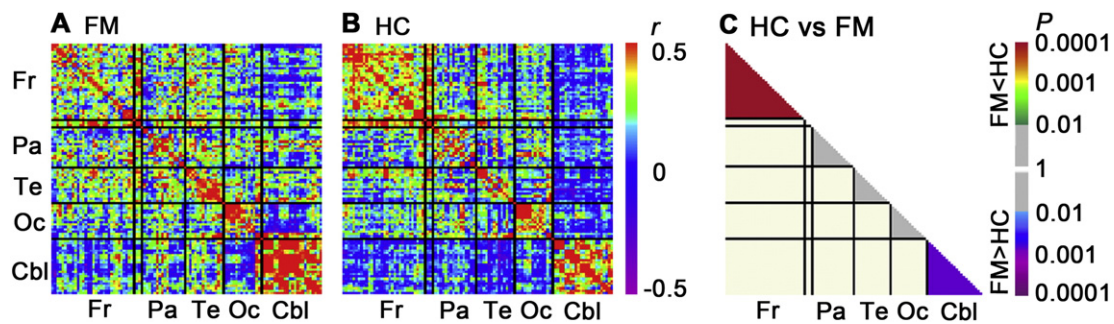 A FM
B HC
r
C HC vs FM
P
Fr
Pa
Te
Oc
Cbl
Fr Pa Te Oc Cbl
Fr Pa Te Oc Cbl
0.5
0
-0.5
Fr Pa Te Oc Cbl
FM<HC
FM>HC
0.0001
0.001
0.01
1
0.01
0.001
0.0001